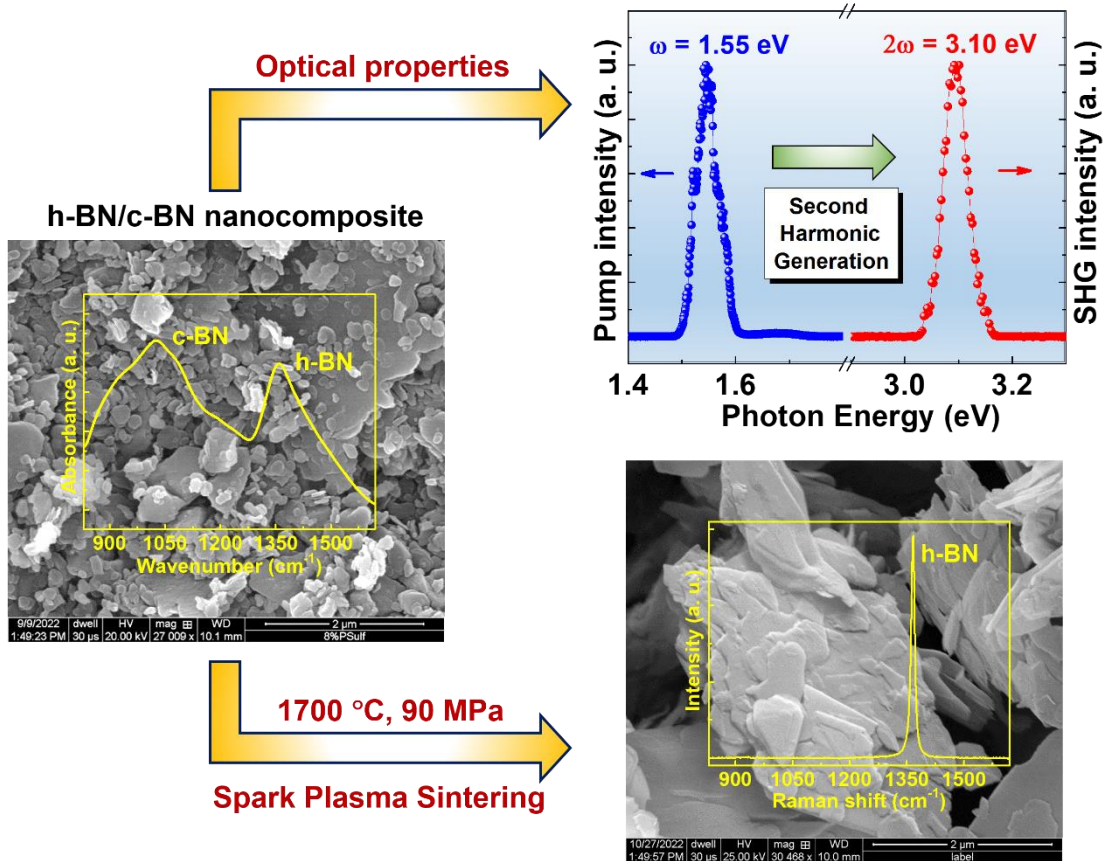 Optical properties
h-BN/c-BN nanocomposite
c-BN
h-BN
Absorbance (a. u.)
900 1050 1200 1350 1500
Wavenumber (cm⁻¹)
9/9/2022 dwell HV mag ⊞ WD 2 µm
1:49:23 PM 30 µs 20.00 kV 27 009 x 10.1 mm 8%PSulf
ω = 1.55 eV
2ω = 3.10 eV
Pump intensity (a. u.)
Second
Harmonic
Generation
SHG intensity (a. u.)
1.4 1.6 3.0 3.2
Photon Energy (eV)
1700 °C, 90 MPa
Spark Plasma Sintering
h-BN
Intensity (a. u.)
900 1050 1200 1350 1500
Raman shift (cm⁻¹)
10/27/2022 dwell HV mag ⊞ WD 2 µm
1:49:57 PM 30 µs 25.00 kV 30 468 x 10.0 mm label